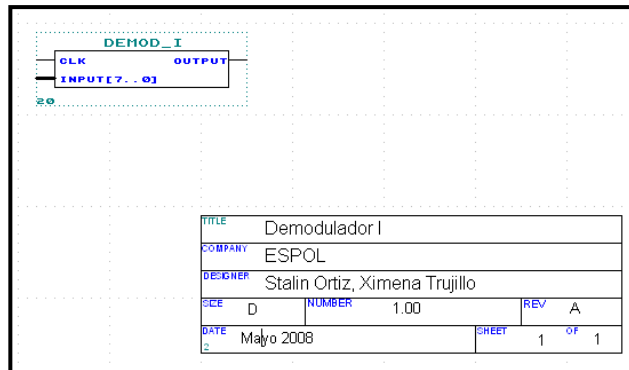 DEMOD_I
CLK OUTPUT
INPUT[7..0]
20
TITLE Demodulador I
COMPANY ESPOL
DESIGNER Stalin Ortiz, Ximena Trujillo
SIZE D NUMBER 1.00 REV A
DATE Mayo 2008 SHEET 1 OF 1
2